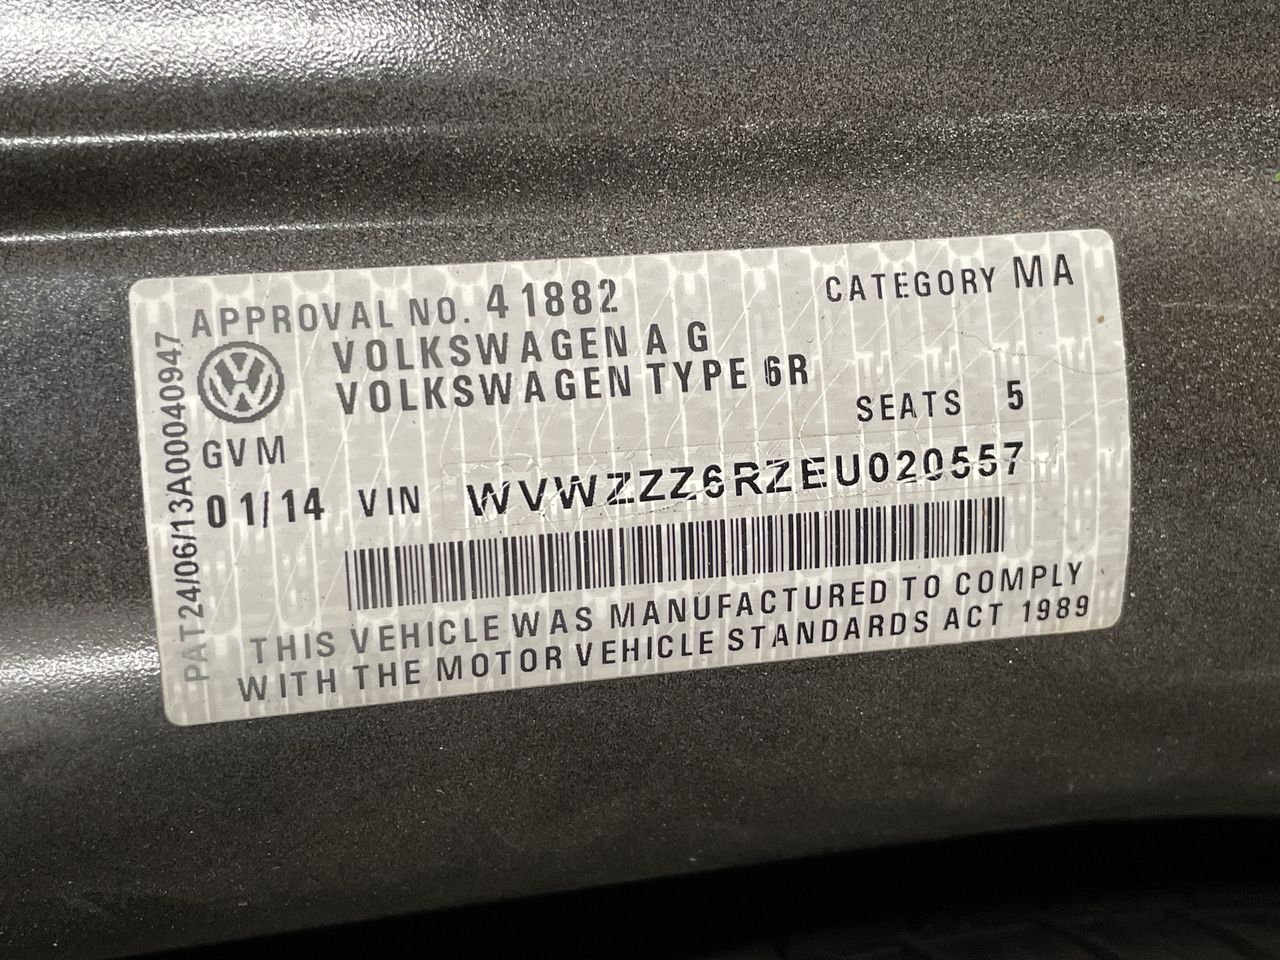 APPROVAL NO. 41882
CATEGORY MA
VOLKSWAGEN AG
VOLKSWAGEN TYPE 6R
SEATS 5
GVM
01/14 VIN WVWZZZ6RZEU020557
THIS VEHICLE WAS MANUFACTURED TO COMPLY
WITH THE MOTOR VEHICLE STANDARDS ACT 1989
PAT24/06/13A00040947